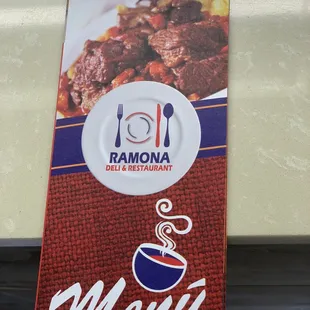 RAMONA
DELI & RESTAURANT
Menú